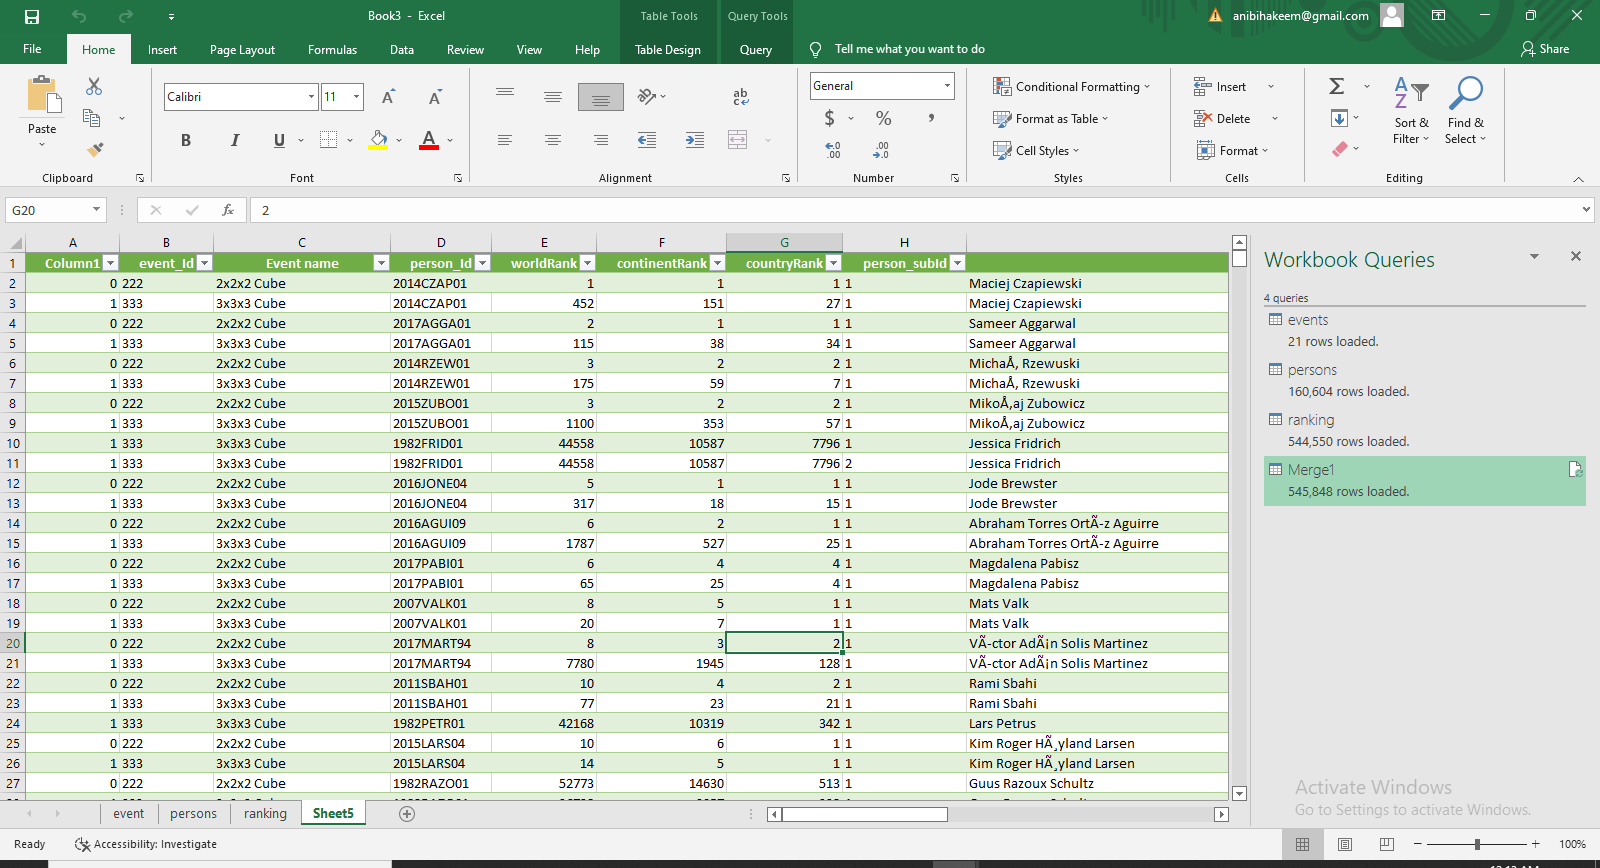 Book3 - Excel
Table Tools
Query Tools
anibihakeem@gmail.com
File Home Insert Page Layout Formulas Data Review View Help Table Design Query Tell me what you want to do Share
Calibri 11
General
Paste
B I U A
ab
c
$ % ,
Conditional Formatting
Format as Table
Cell Styles
Insert
Delete
Format
Sort &
Filter
Find &
Select
Clipboard Font Alignment Number Styles Cells Editing
G20 fx 2
A B C D E F G H
1 Column1 event_Id Event name person_Id worldRank continentRank countryRank person_subId
2 0 222 2x2x2 Cube 2014CZAP01 1 1 1 1 Maciej Czapiewski
3 1 333 3x3x3 Cube 2014CZAP01 452 151 27 1 Maciej Czapiewski
4 0 222 2x2x2 Cube 2017AGGA01 2 1 1 1 Sameer Aggarwal
5 1 333 3x3x3 Cube 2017AGGA01 115 38 34 1 Sameer Aggarwal
6 0 222 2x2x2 Cube 2014RZEW01 3 2 2 1 MichaÅ‚ Rzewuski
7 1 333 3x3x3 Cube 2014RZEW01 175 59 7 1 MichaÅ‚ Rzewuski
8 0 222 2x2x2 Cube 2015ZUBO01 3 2 2 1 MikoÅ‚aj Zubowicz
9 1 333 3x3x3 Cube 2015ZUBO01 1100 353 57 1 MikoÅ‚aj Zubowicz
10 1 333 3x3x3 Cube 1982FRID01 44558 10587 7796 1 Jessica Fridrich
11 1 333 3x3x3 Cube 1982FRID01 44558 10587 7796 2 Jessica Fridrich
12 0 222 2x2x2 Cube 2016JONE04 5 1 1 1 Jode Brewster
13 1 333 3x3x3 Cube 2016JONE04 317 18 15 1 Jode Brewster
14 0 222 2x2x2 Cube 2016AGUI09 6 2 1 1 Abraham Torres OrtÃ-z Aguirre
15 1 333 3x3x3 Cube 2016AGUI09 1787 527 25 1 Abraham Torres OrtÃ-z Aguirre
16 0 222 2x2x2 Cube 2017PABI01 6 4 4 1 Magdalena Pabisz
17 1 333 3x3x3 Cube 2017PABI01 65 25 4 1 Magdalena Pabisz
18 0 222 2x2x2 Cube 2007VALK01 8 5 1 1 Mats Valk
19 1 333 3x3x3 Cube 2007VALK01 20 7 1 1 Mats Valk
20 0 222 2x2x2 Cube 2017MART94 8 3 2 1 VÃ-ctor AdÃ¡n Solis Martinez
21 1 333 3x3x3 Cube 2017MART94 7780 1945 128 1 VÃ-ctor AdÃ¡n Solis Martinez
22 0 222 2x2x2 Cube 2011SBAH01 10 4 2 1 Rami Sbahi
23 1 333 3x3x3 Cube 2011SBAH01 77 23 21 1 Rami Sbahi
24 1 333 3x3x3 Cube 1982PETR01 42168 10319 342 1 Lars Petrus
25 0 222 2x2x2 Cube 2015LARS04 10 6 1 1 Kim Roger HÃ¸yland Larsen
26 1 333 3x3x3 Cube 2015LARS04 14 5 1 1 Kim Roger HÃ¸yland Larsen
27 0 222 2x2x2 Cube 1982RAZO01 52773 14630 513 1 Guus Razoux Schultz
Workbook Queries
4 queries
events
21 rows loaded.
persons
160,604 rows loaded.
ranking
544,550 rows loaded.
Merge1
545,848 rows loaded.
Activate Windows
Go to Settings to activate Windows.
event persons ranking Sheet5
Ready Accessibility: Investigate 100%